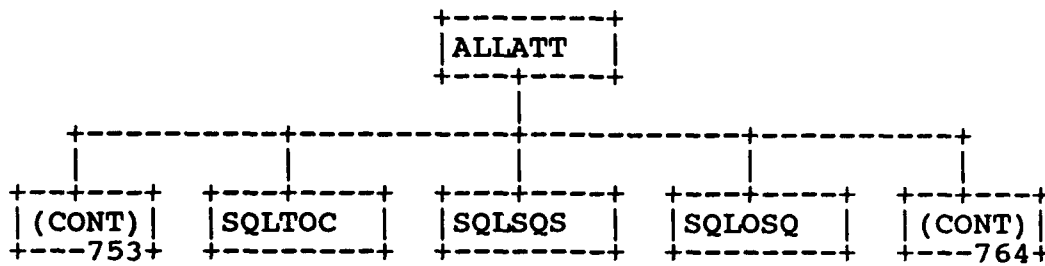 ALLATT
(CONT) SQLTOC SQLSQS SQLOSQ (CONT)
753 764